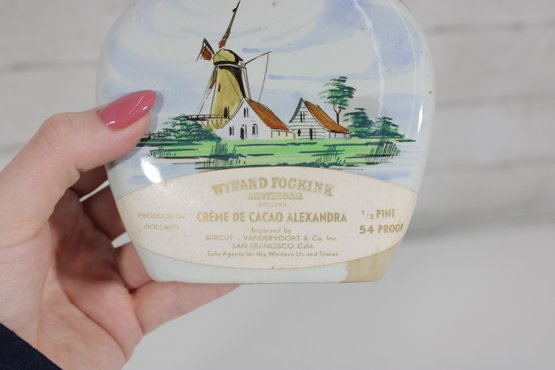 WYNAND FOCKINK
AMSTERDAM
HOLLAND.
PRODUCE OF
HOLLAND
CRÈME DE CACAO ALEXANDRA
1/2 PINT
54 PROOF
Imported by
BERCUT - VANDERVOORT & Co. Inc.
SAN FRANCISCO Calif.
Sole Agents for the Western United States